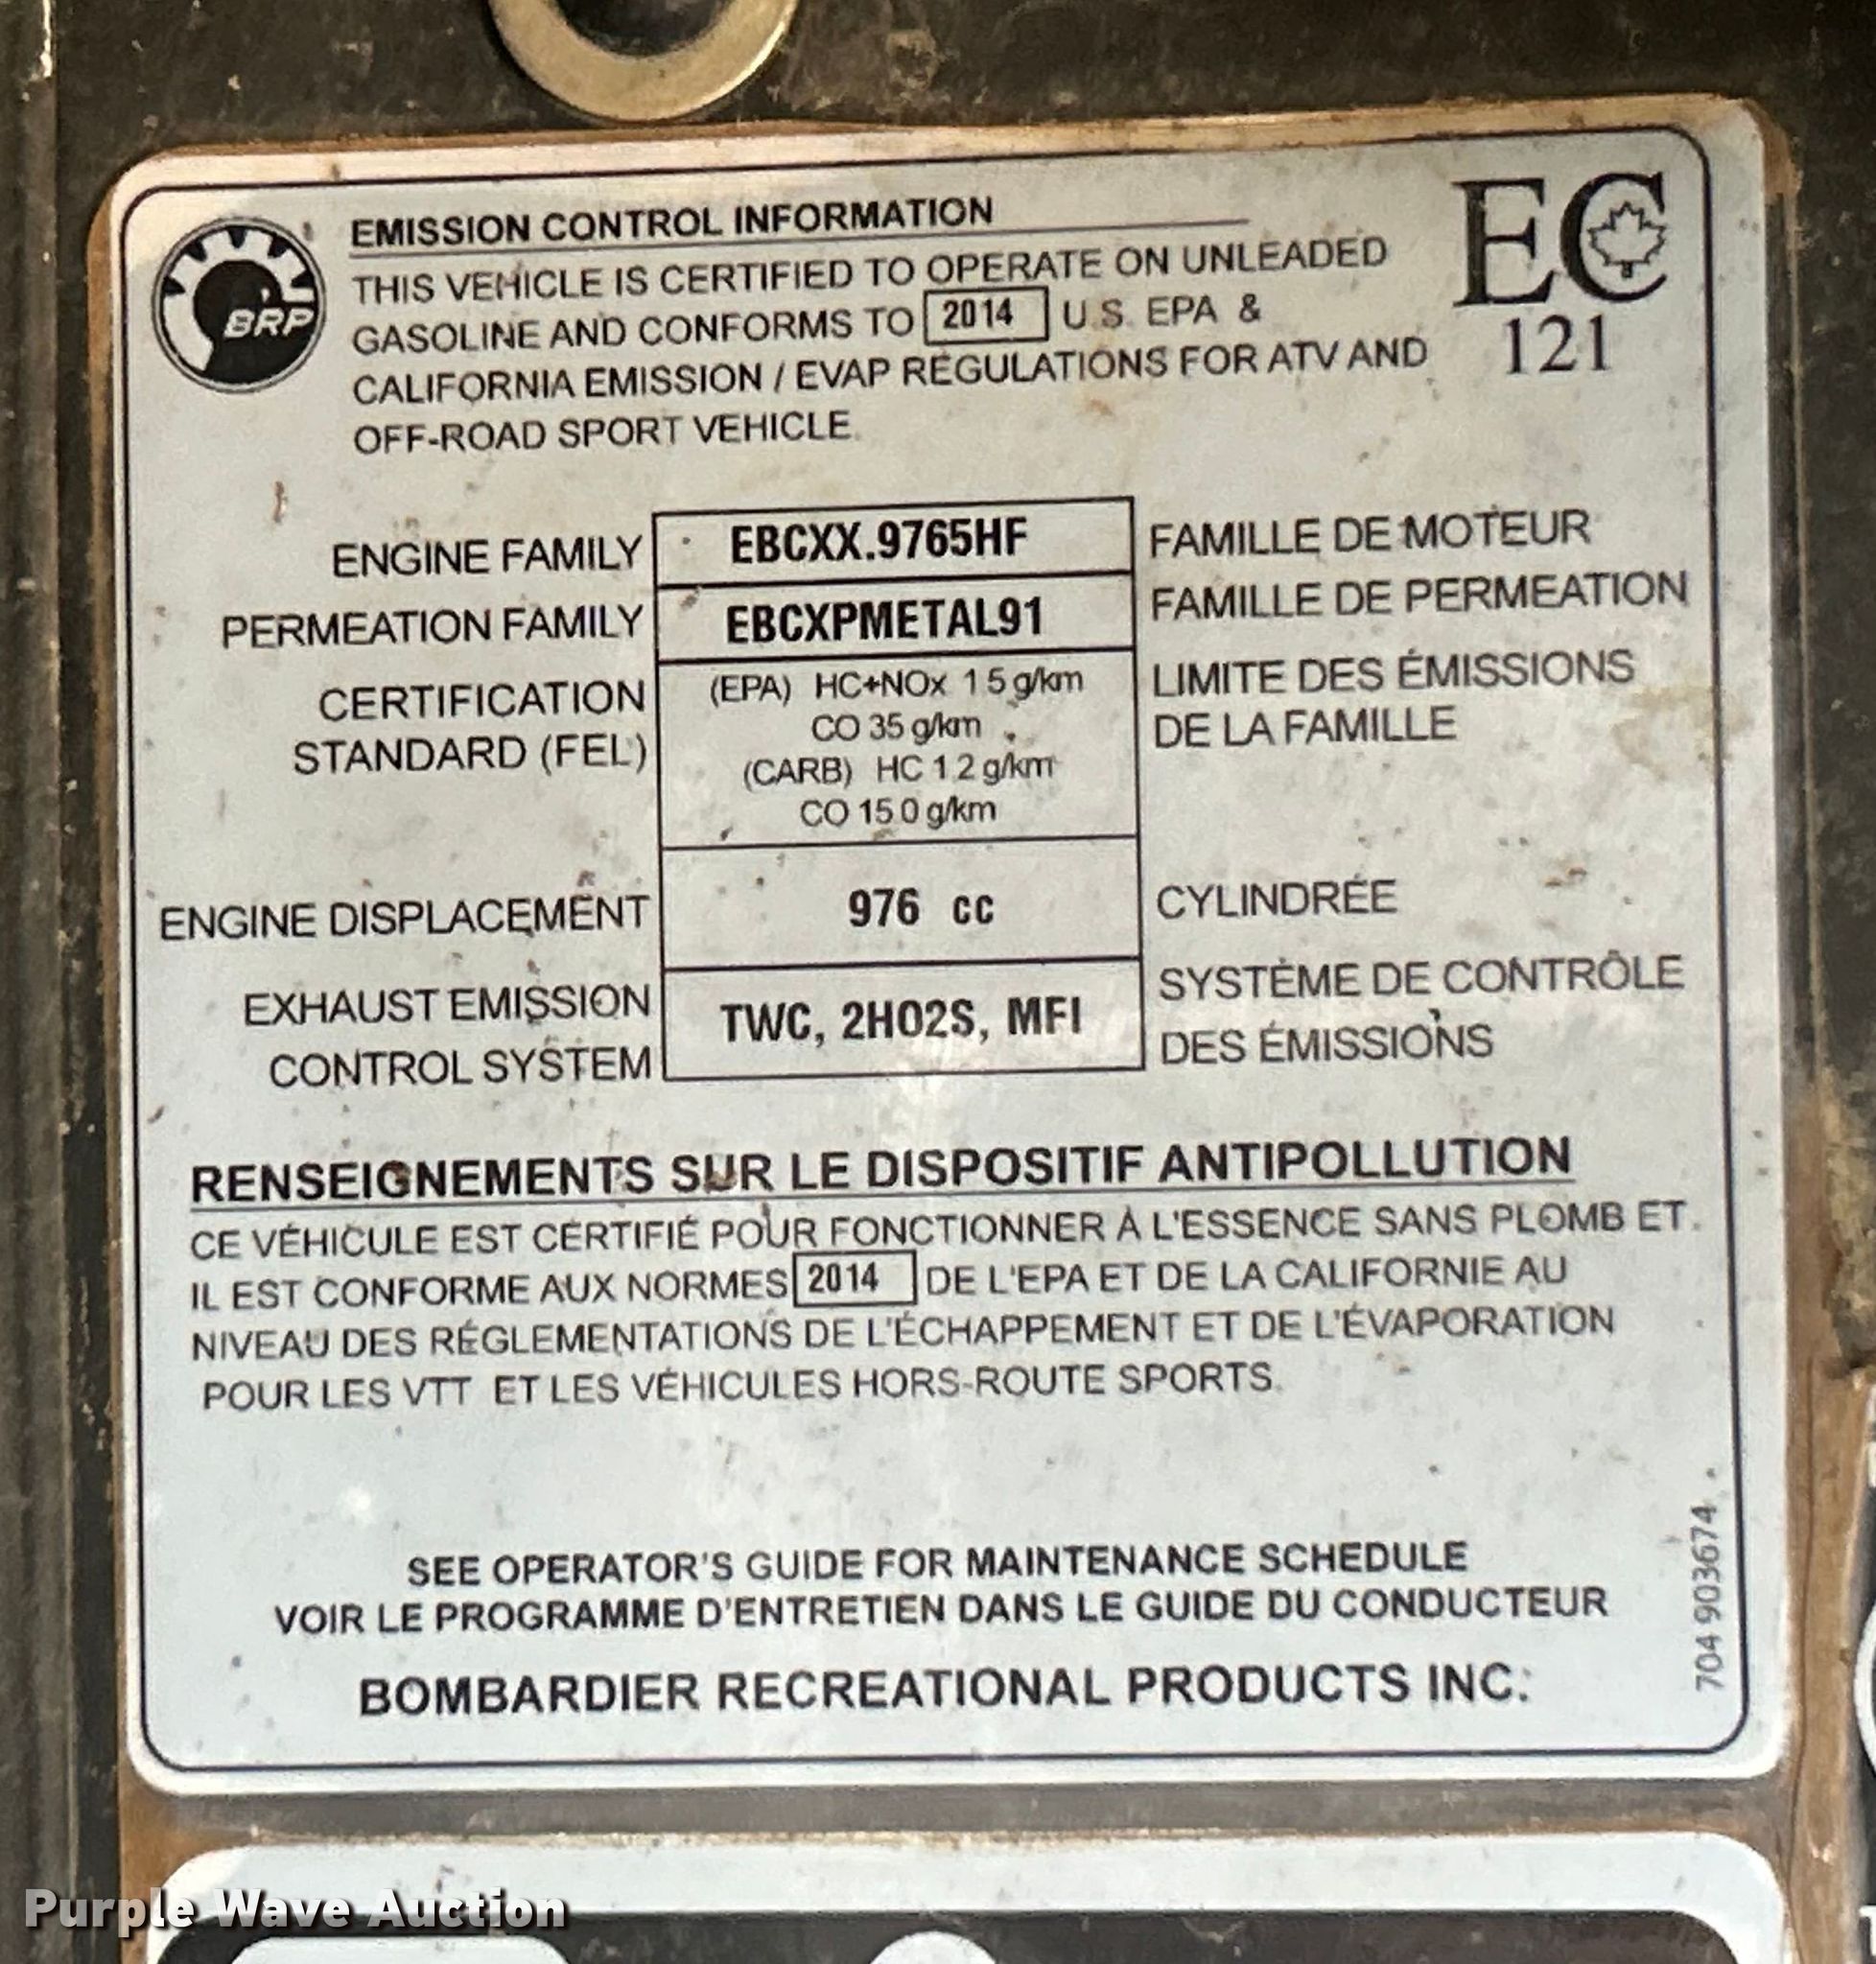 EMISSION CONTROL INFORMATION
THIS VEHICLE IS CERTIFIED TO OPERATE ON UNLEADED
GASOLINE AND CONFORMS TO 2014 U.S. EPA &
CALIFORNIA EMISSION / EVAP REGULATIONS FOR ATV AND
OFF-ROAD SPORT VEHICLE.
BRP
EC
121
ENGINE FAMILY EBCXX.9765HF FAMILLE DE MOTEUR
PERMEATION FAMILY EBCXPMETAL91 FAMILLE DE PERMEATION
CERTIFICATION (EPA) HC+NOx 1.5 g/km LIMITE DES ÉMISSIONS
STANDARD (FEL) CO 35 g/km DE LA FAMILLE
(CARB) HC 1.2 g/km
CO 15.0 g/km
ENGINE DISPLACEMENT 976 cc CYLINDRÉE
EXHAUST EMISSION TWC, 2HO2S, MFI SYSTÈME DE CONTRÔLE
CONTROL SYSTEM DES ÉMISSIONS
RENSEIGNEMENTS SUR LE DISPOSITIF ANTIPOLLUTION
CE VÉHICULE EST CERTIFIÉ POUR FONCTIONNER À L'ESSENCE SANS PLOMB ET
IL EST CONFORME AUX NORMES 2014 DE L'EPA ET DE LA CALIFORNIE AU
NIVEAU DES RÉGLEMENTATIONS DE L'ÉCHAPPEMENT ET DE L'ÉVAPORATION
POUR LES VTT ET LES VÉHICULES HORS-ROUTE SPORTS.
SEE OPERATOR'S GUIDE FOR MAINTENANCE SCHEDULE
VOIR LE PROGRAMME D'ENTRETIEN DANS LE GUIDE DU CONDUCTEUR
BOMBARDIER RECREATIONAL PRODUCTS INC.
704 903674
Purple Wave Auction